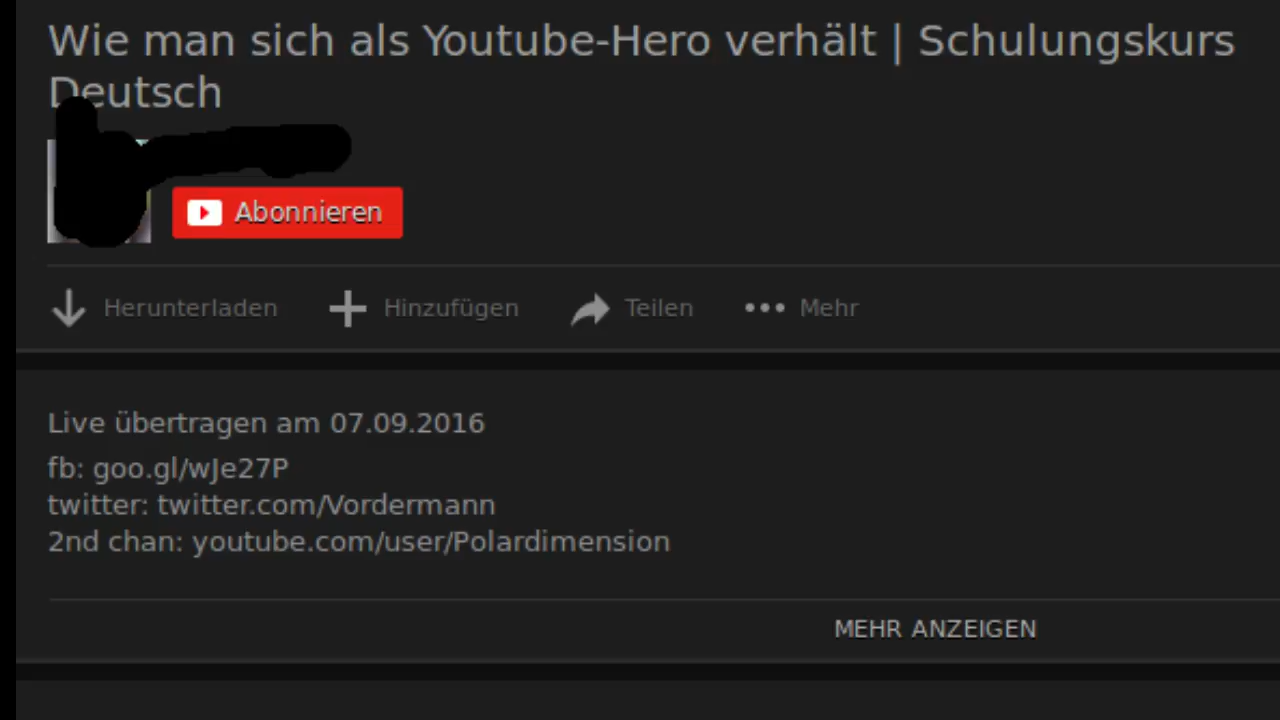 Wie man sich als Youtube-Hero verhält | Schulungskurs
Deutsch
Abonnieren
Herunterladen Hinzufügen Teilen Mehr
Live übertragen am 07.09.2016
fb: goo.gl/wJe27P
twitter: twitter.com/Vordermann
2nd chan: youtube.com/user/Polardimension
MEHR ANZEIGEN